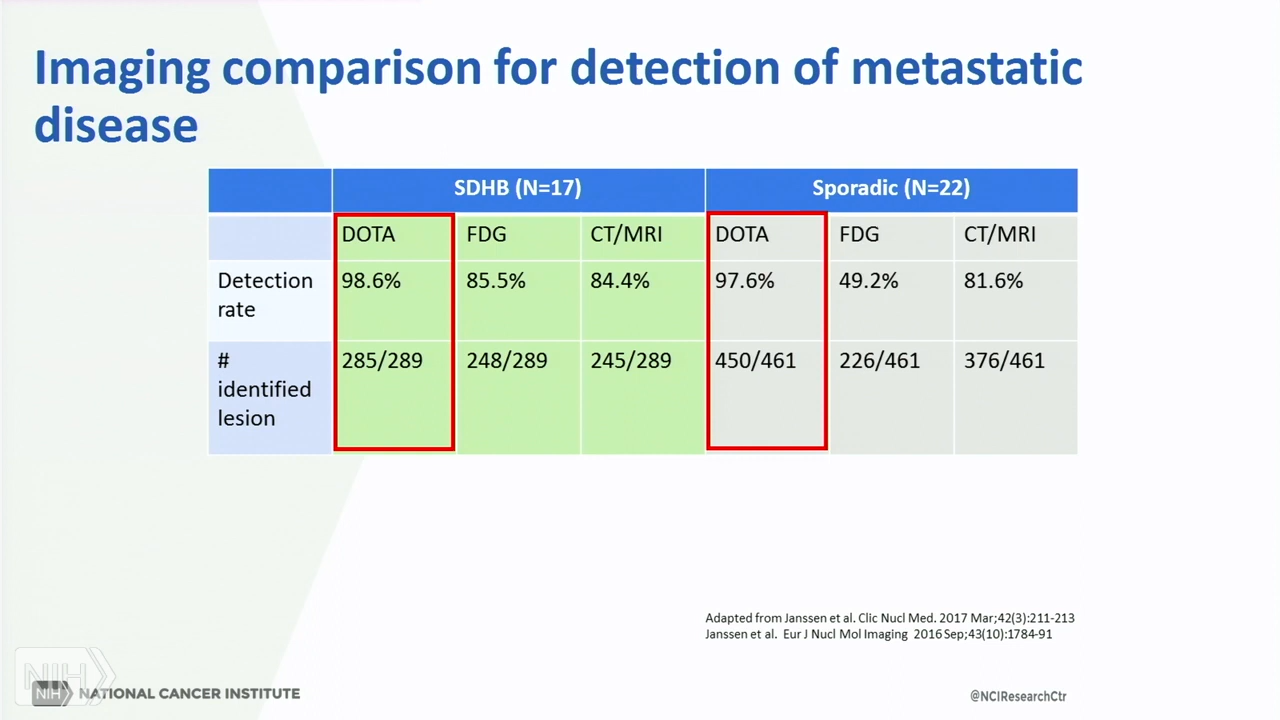 Imaging comparison for detection of metastatic
disease
SDHB (N=17) Sporadic (N=22)
DOTA FDG CT/MRI DOTA FDG CT/MRI
Detection rate 98.6% 85.5% 84.4% 97.6% 49.2% 81.6%
# identified lesion 285/289 248/289 245/289 450/461 226/461 376/461
Adapted from Janssen et al. Clic Nucl Med. 2017 Mar;42(3):211-213
Janssen et al. Eur J Nucl Mol Imaging 2016 Sep;43(10):1784-91
NIH
NIH NATIONAL CANCER INSTITUTE
@NCIResearchCtr